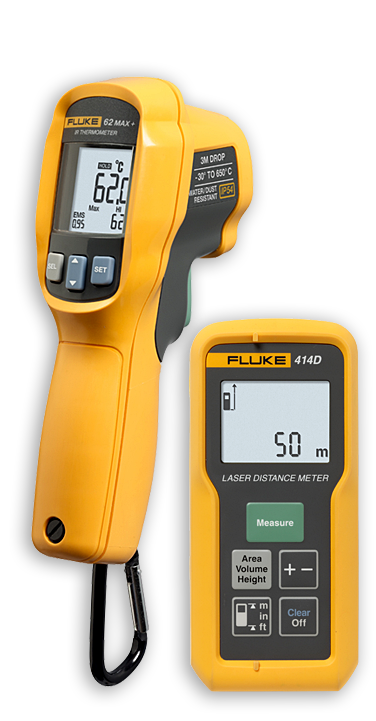 FLUKE 62 MAX+
IR THERMOMETER
HOLD °C
62.0
Max HI
EMS 62
0.95
SEL SET
3M DROP
-30° TO 650° C
WATER/DUST
RESISTANT IP54
FLUKE 414D
50 m
LASER DISTANCE METER
Measure
Area
Volume
Height
+ −
m
in
ft
Clear
Off